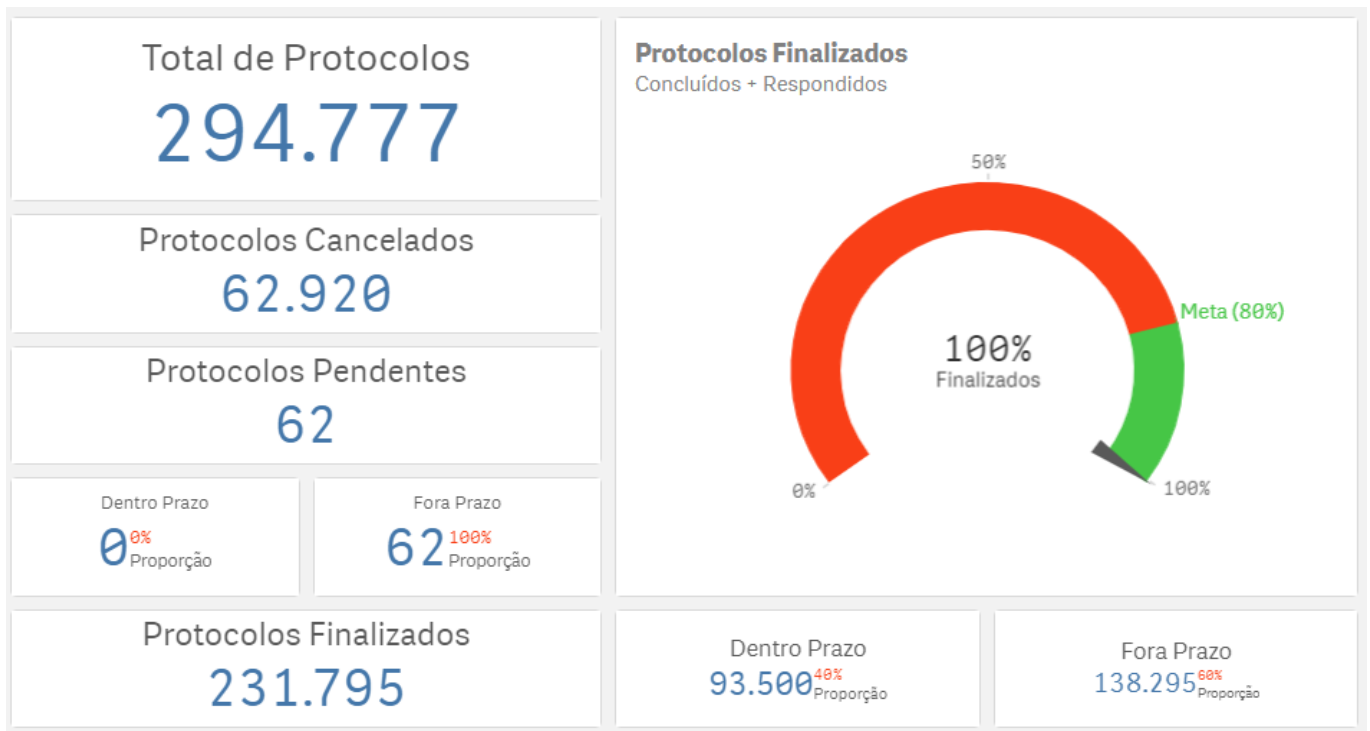 Total de Protocolos
294.777
Protocolos Cancelados
62.920
Protocolos Pendentes
62
Dentro Prazo
0 0%
Proporção
Fora Prazo
62 100%
Proporção
Protocolos Finalizados
231.795
Protocolos Finalizados
Concluídos + Respondidos
50%
Meta (80%)
100%
Finalizados
0%
100%
Dentro Prazo
93.500 40%
Proporção
Fora Prazo
138.295 60%
Proporção